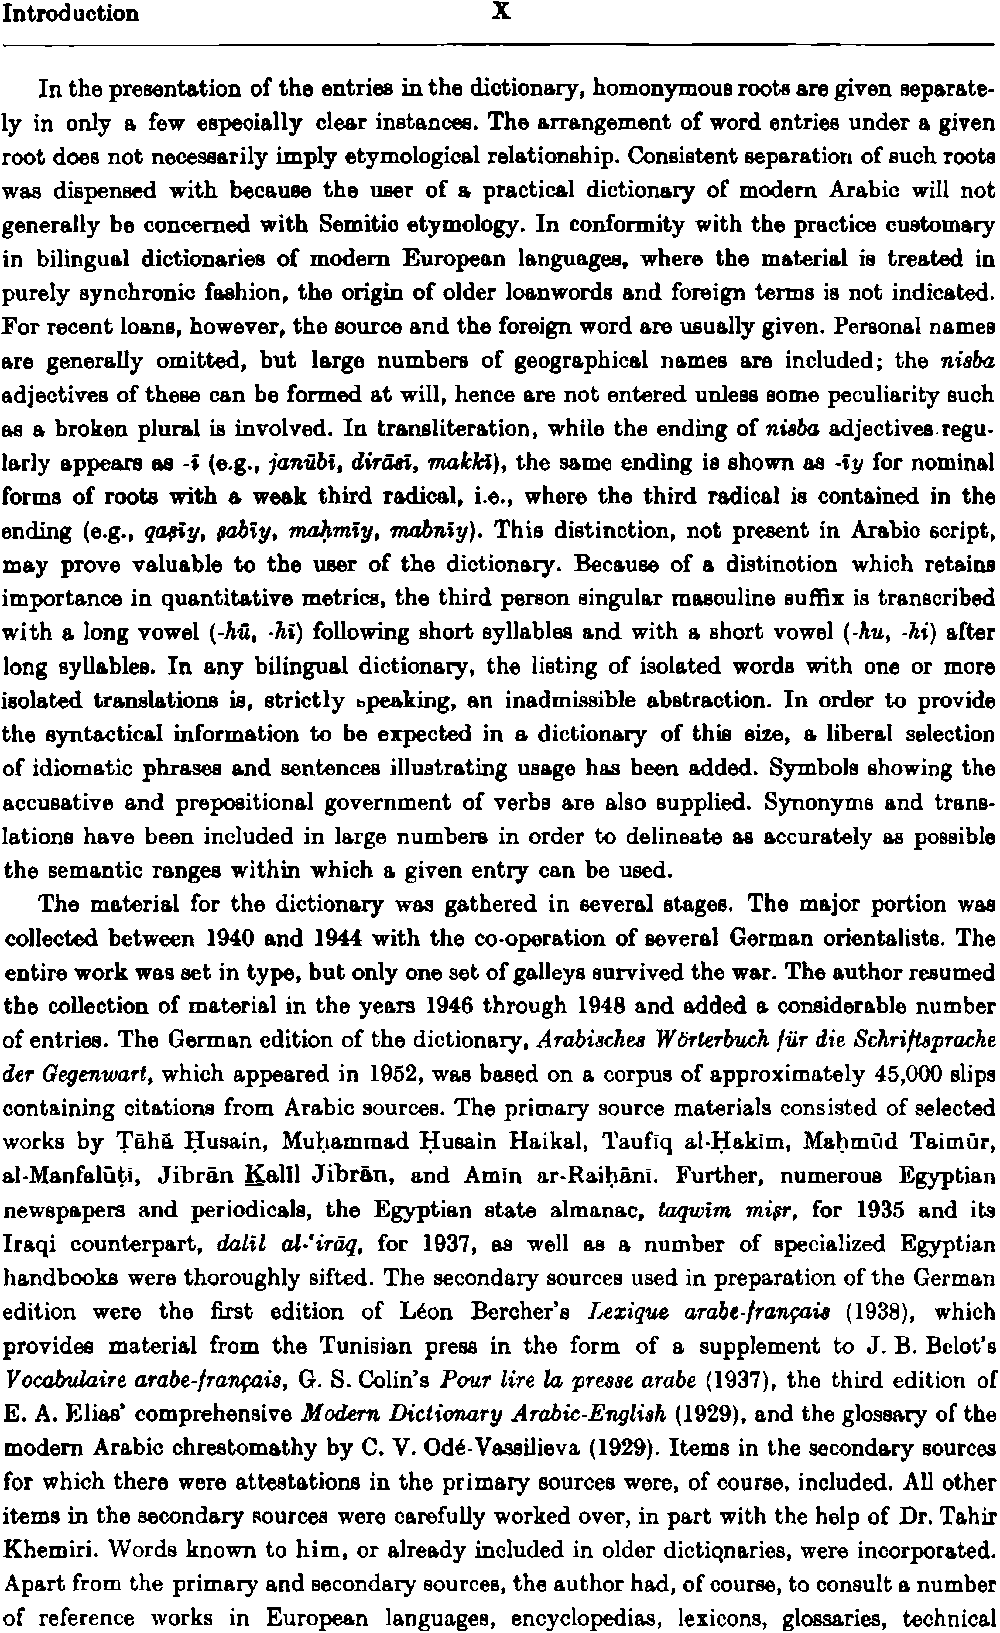 Introduction X
In the presentation of the entries in the dictionary, homonymous roots are given separate-
ly in only a few especially clear instances. The arrangement of word entries under a given
root does not necessarily imply etymological relationship. Consistent separation of such roots
was dispensed with because the user of a practical dictionary of modern Arabic will not
generally be concerned with Semitic etymology. In conformity with the practice customary
in bilingual dictionaries of modern European languages, where the material is treated in
purely synchronic fashion, the origin of older loanwords and foreign terms is not indicated.
For recent loans, however, the source and the foreign word are usually given. Personal names
are generally omitted, but large numbers of geographical names are included; the nisba
adjectives of these can be formed at will, hence are not entered unless some peculiarity such
as a broken plural is involved. In transliteration, while the ending of nisba adjectives regu-
larly appears as -ī (e.g., janūbī, dirāsī, makkī), the same ending is shown as -īy for nominal
forms of roots with a weak third radical, i.e., where the third radical is contained in the
ending (e.g., qaṣīy, ṣabīy, maḥmīy, mabnīy). This distinction, not present in Arabic script,
may prove valuable to the user of the dictionary. Because of a distinction which retains
importance in quantitative metrics, the third person singular masculine suffix is transcribed
with a long vowel (-hū, -hī) following short syllables and with a short vowel (-hu, -hi) after
long syllables. In any bilingual dictionary, the listing of isolated words with one or more
isolated translations is, strictly speaking, an inadmissible abstraction. In order to provide
the syntactical information to be expected in a dictionary of this size, a liberal selection
of idiomatic phrases and sentences illustrating usage has been added. Symbols showing the
accusative and prepositional government of verbs are also supplied. Synonyms and trans-
lations have been included in large numbers in order to delineate as accurately as possible
the semantic ranges within which a given entry can be used.
The material for the dictionary was gathered in several stages. The major portion was
collected between 1940 and 1944 with the co-operation of several German orientalists. The
entire work was set in type, but only one set of galleys survived the war. The author resumed
the collection of material in the years 1946 through 1948 and added a considerable number
of entries. The German edition of the dictionary, Arabisches Wörterbuch für die Schriftsprache
der Gegenwart, which appeared in 1952, was based on a corpus of approximately 45,000 slips
containing citations from Arabic sources. The primary source materials consisted of selected
works by Ṭāhā Ḥusain, Muḥammad Ḥusain Haikal, Taufīq al-Ḥakīm, Maḥmūd Taimūr,
al-Manfalūṭī, Jibrān Ḵalīl Jibrān, and Amīn ar-Raiḥānī. Further, numerous Egyptian
newspapers and periodicals, the Egyptian state almanac, taqwīm miṣr, for 1935 and its
Iraqi counterpart, dalīl al-ʿirāq, for 1937, as well as a number of specialized Egyptian
handbooks were thoroughly sifted. The secondary sources used in preparation of the German
edition were the first edition of Léon Bercher's Lexique arabe-français (1938), which
provides material from the Tunisian press in the form of a supplement to J. B. Belot's
Vocabulaire arabe-français, G. S. Colin's Pour lire la presse arabe (1937), the third edition of
E. A. Elias' comprehensive Modern Dictionary Arabic-English (1929), and the glossary of the
modern Arabic chrestomathy by C. V. Odé-Vassilieva (1929). Items in the secondary sources
for which there were attestations in the primary sources were, of course, included. All other
items in the secondary sources were carefully worked over, in part with the help of Dr. Tahir
Khemiri. Words known to him, or already included in older dictionaries, were incorporated.
Apart from the primary and secondary sources, the author had, of course, to consult a number
of reference works in European languages, encyclopedias, lexicons, glossaries, technical